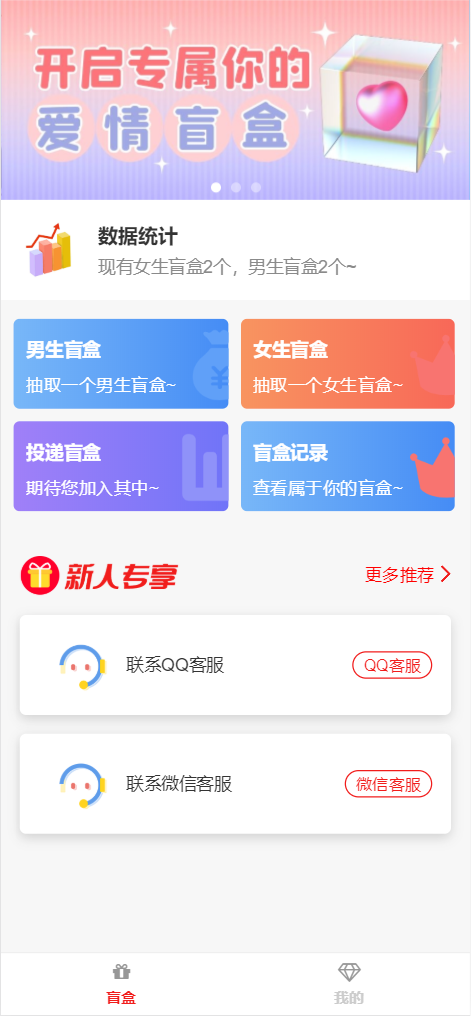 开启专属你的
爱情盲盒
数据统计
现有女生盲盒2个，男生盲盒2个~
男生盲盒
抽取一个男生盲盒~
女生盲盒
抽取一个女生盲盒~
投递盲盒
期待您加入其中~
盲盒记录
查看属于你的盲盒~
新人专享
更多推荐
联系QQ客服
QQ客服
联系微信客服
微信客服
盲盒
我的